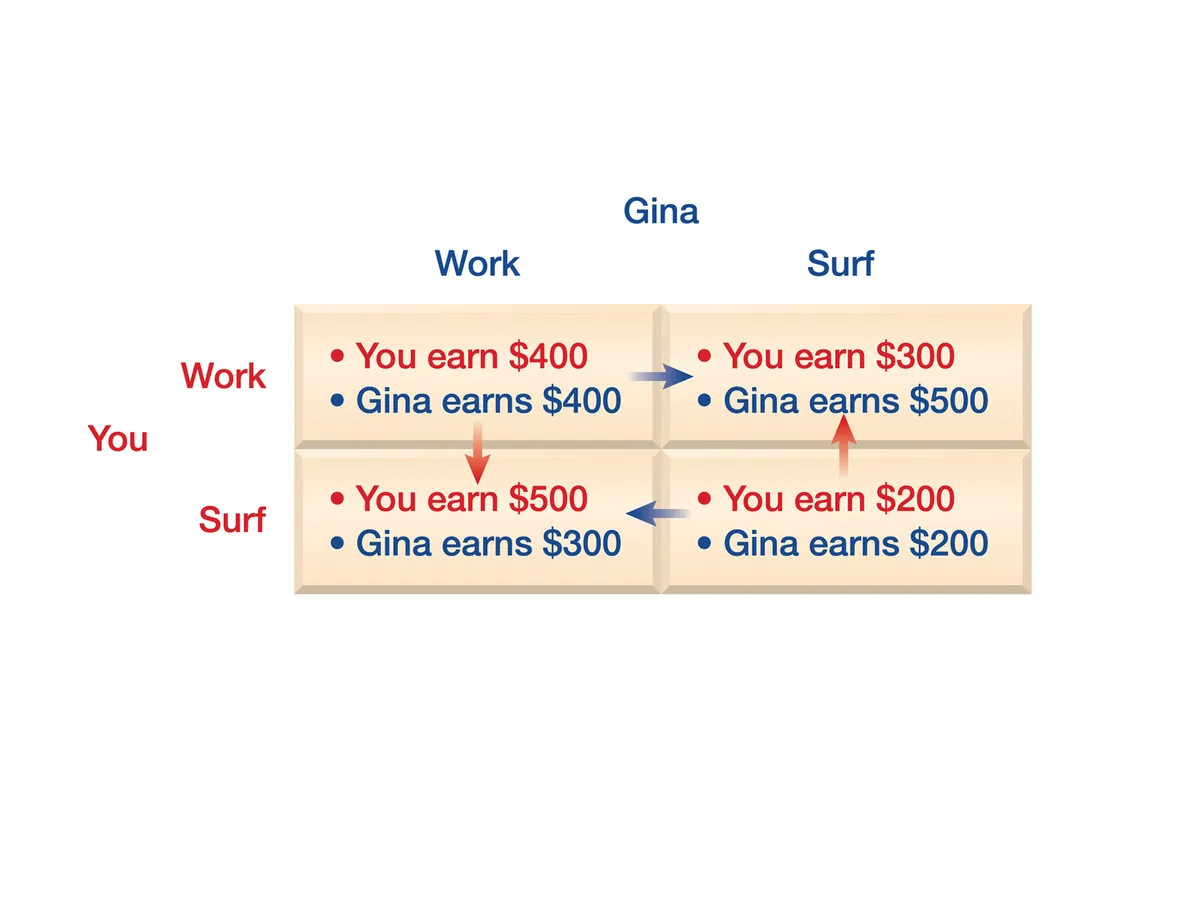 Gina
Work Surf
Work
You
Surf
• You earn $400
• Gina earns $400
• You earn $300
• Gina earns $500
• You earn $500
• Gina earns $300
• You earn $200
• Gina earns $200